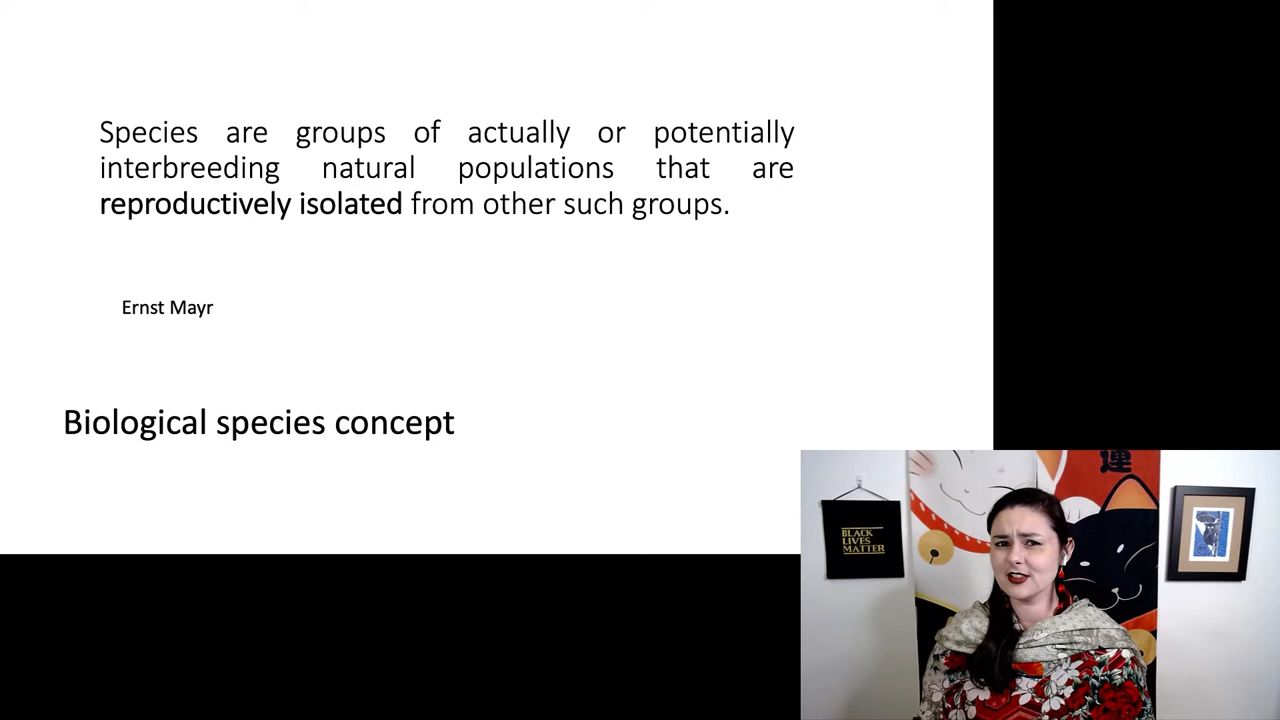 Species are groups of actually or potentially
interbreeding natural populations that are
reproductively isolated from other such groups.
Ernst Mayr
Biological species concept
運
BLACK
LIVES
MATTER